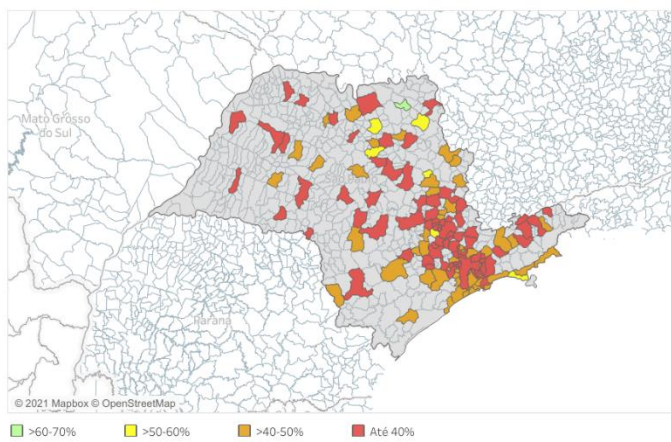 Mato Grosso
do Sul
Paraná
© 2021 Mapbox © OpenStreetMap
>60-70%
>50-60%
>40-50%
Até 40%